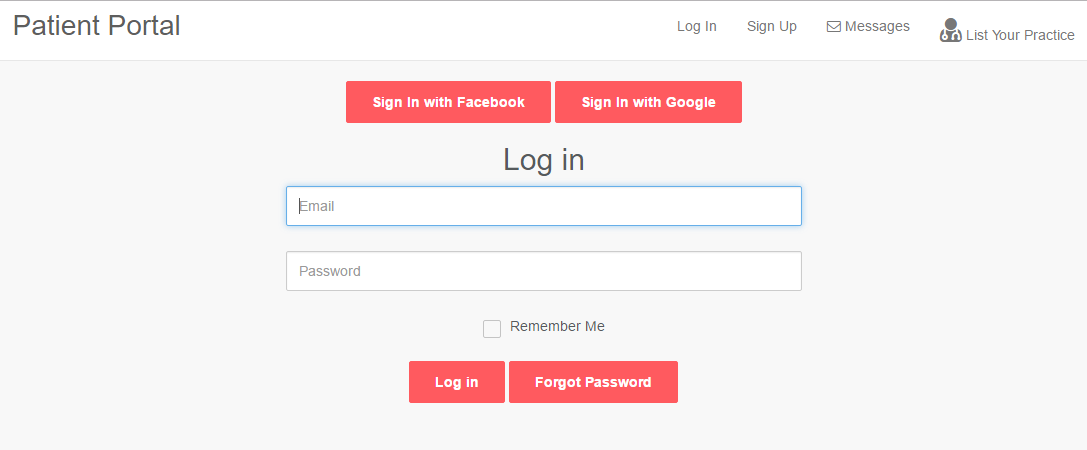 Patient Portal
Log In Sign Up Messages List Your Practice
Sign In with Facebook Sign In with Google
Log in
Email
Password
Remember Me
Log in Forgot Password